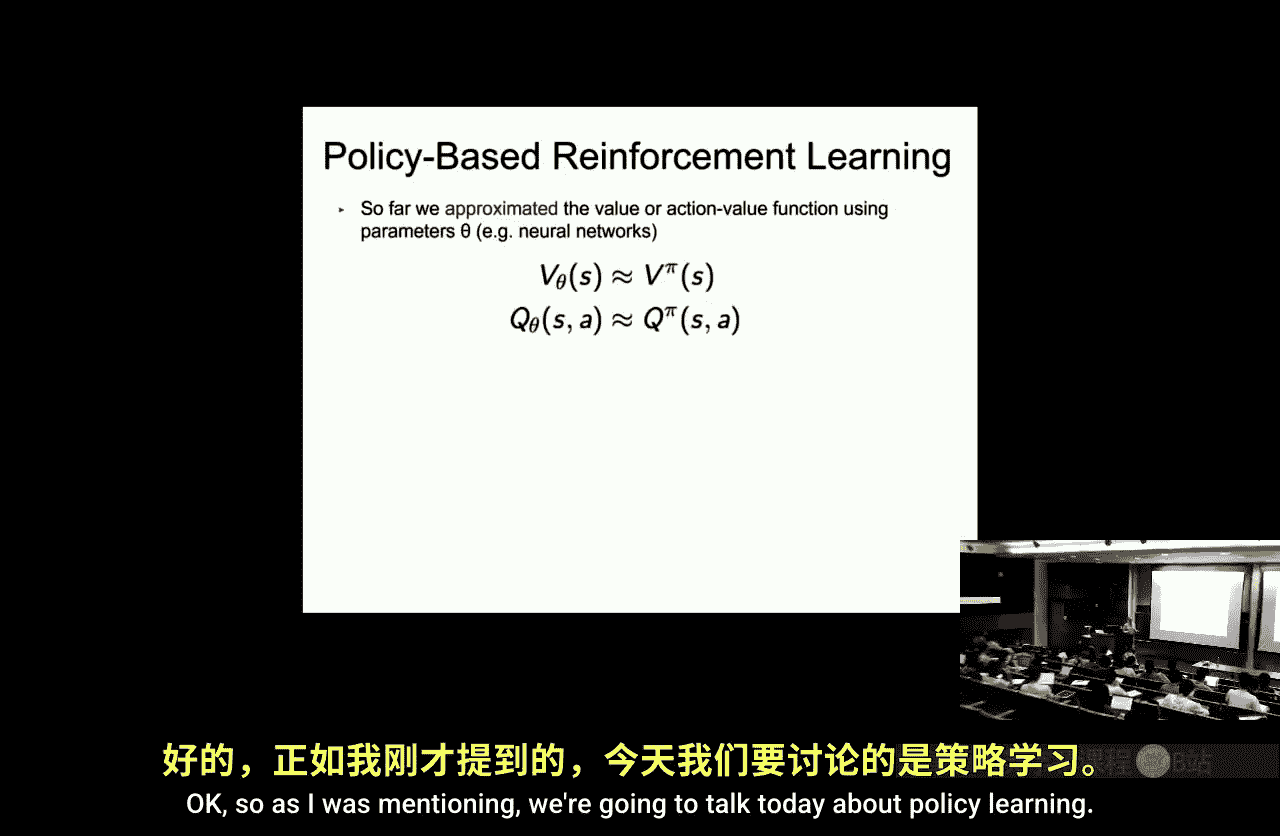 Policy-Based Reinforcement Learning
So far we approximated the value or action-value function using
parameters θ (e.g. neural networks)
V_θ(s) ≈ V^π(s)
Q_θ(s, a) ≈ Q^π(s, a)
好的，正如我刚才提到的，今天我们要讨论的是策略学习。
OK, so as I was mentioning, we're going to talk today about policy learning.